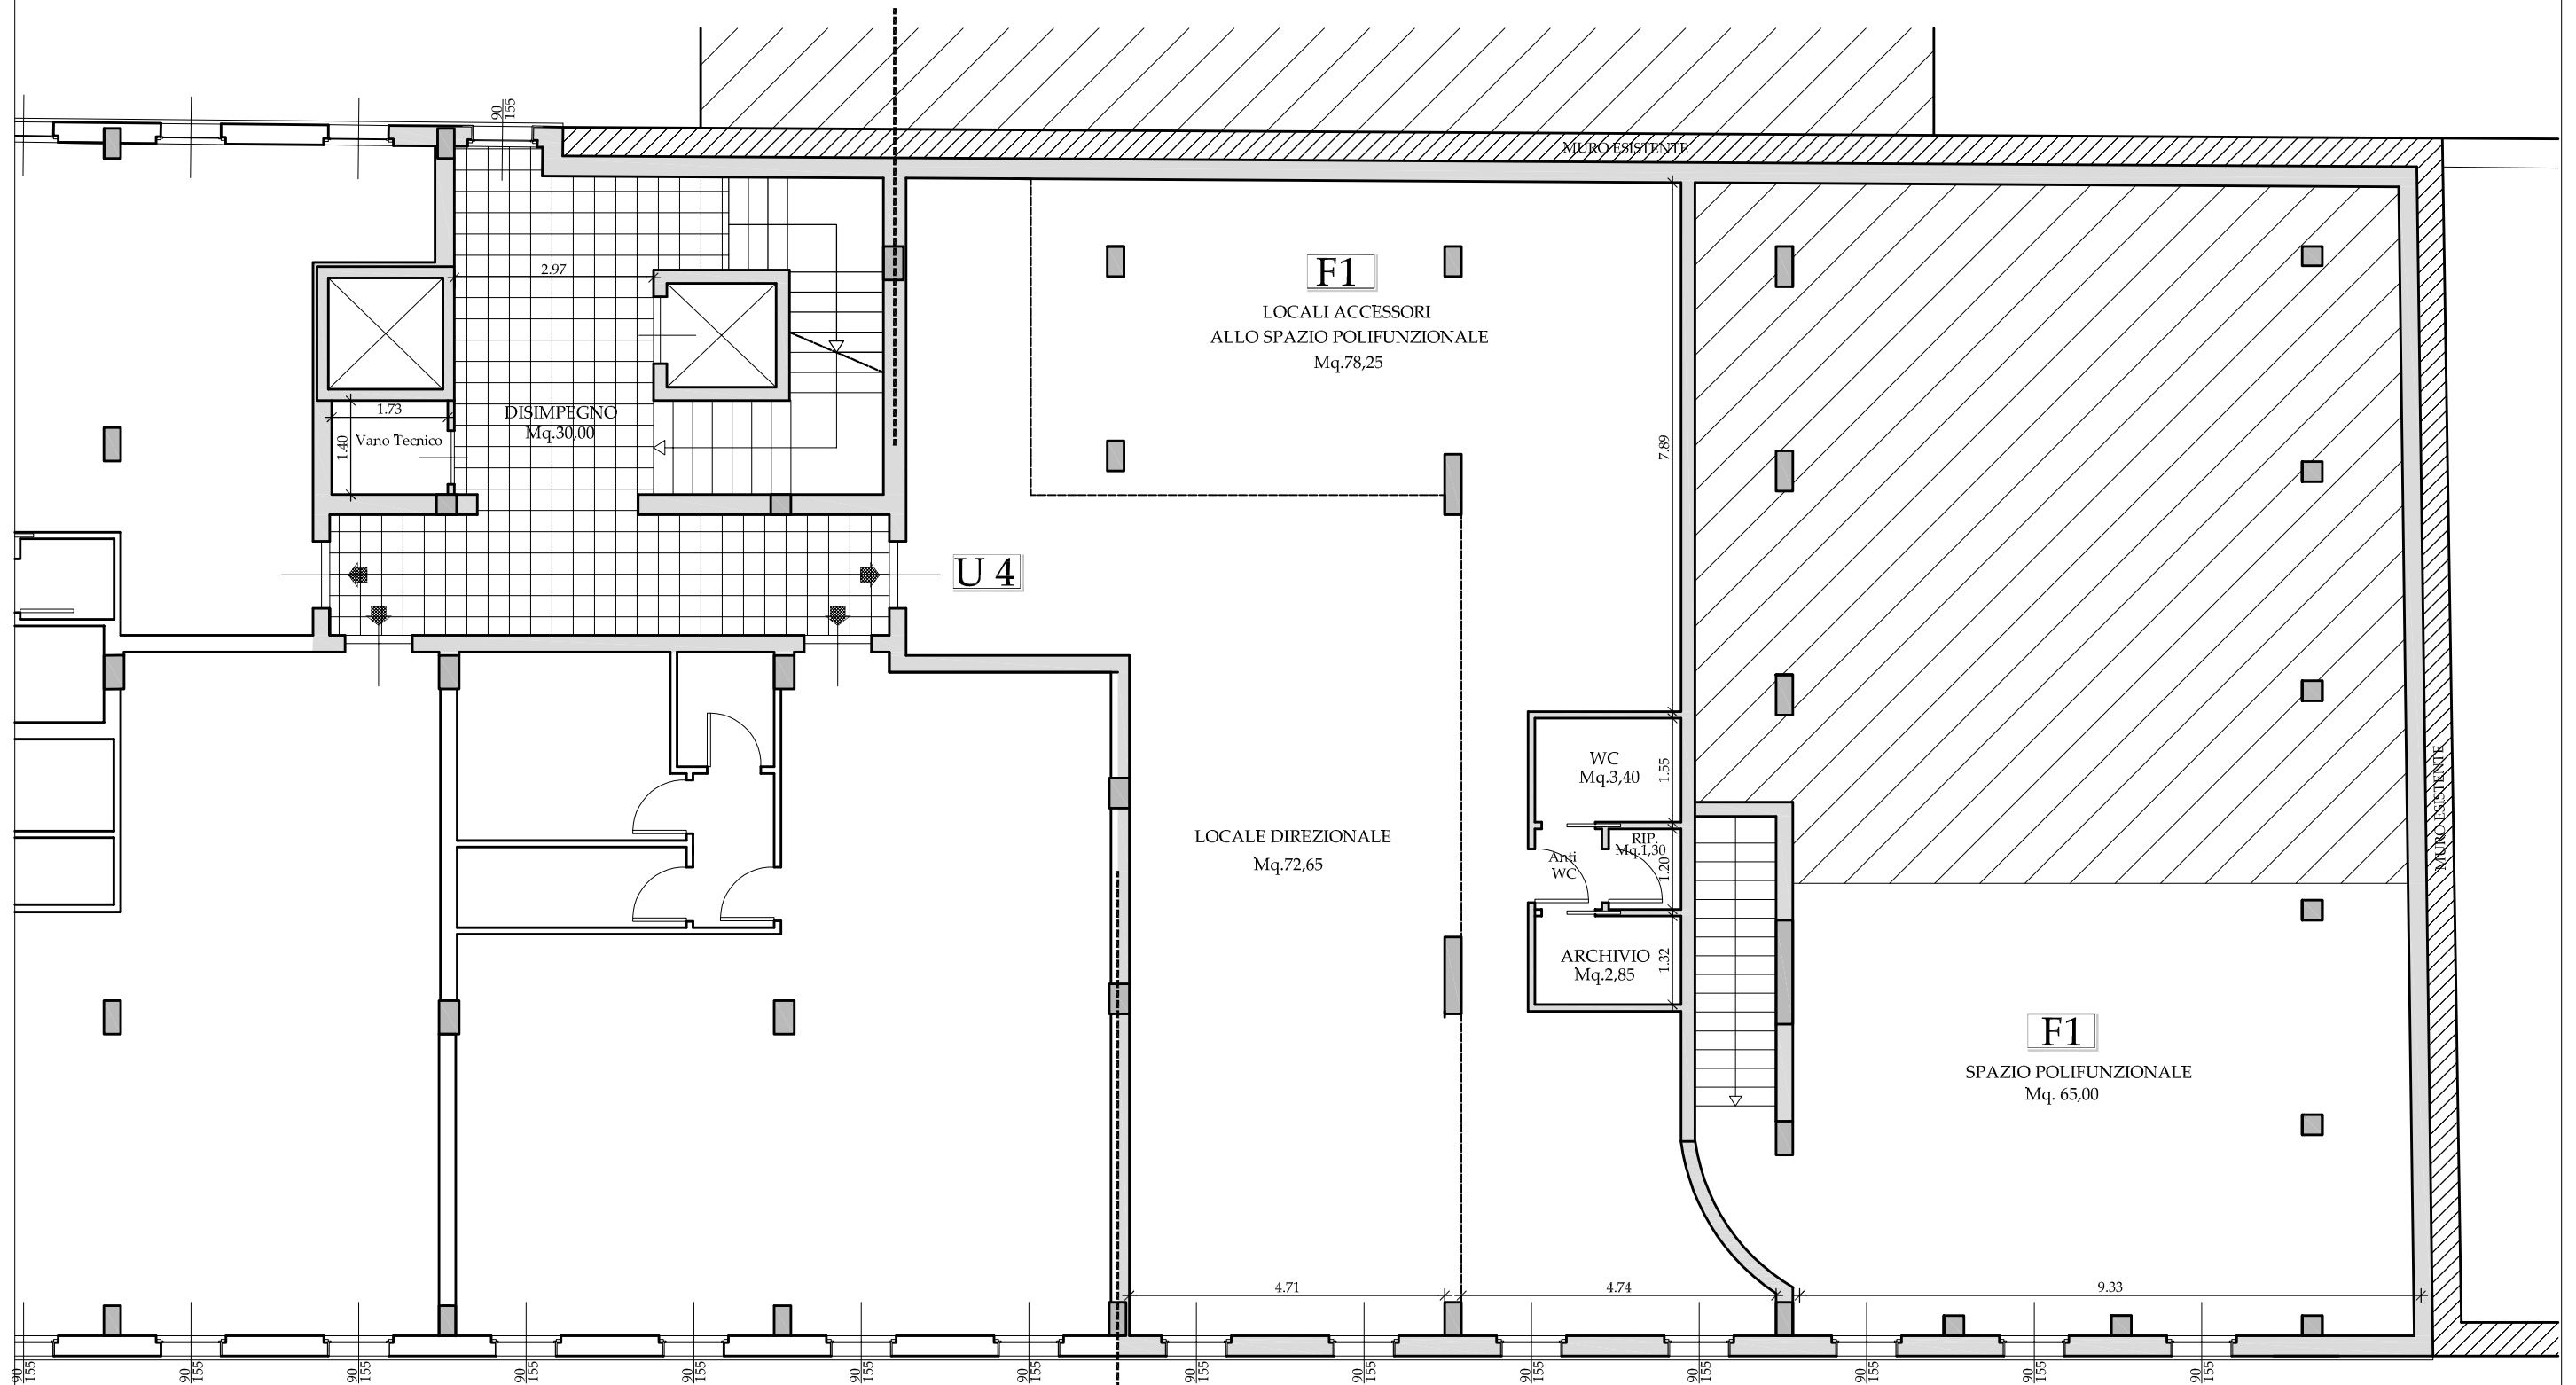 90
155
MURO ESISTENTE
2.97
F1
LOCALI ACCESSORI
ALLO SPAZIO POLIFUNZIONALE
Mq.78,25
1.73
1.40
Vano Tecnico
DISIMPEGNO
Mq.30,00
7.89
U 4
WC
Mq.3,40
1.55
LOCALE DIREZIONALE
Mq.72,65
Anti
WC
RIP.
Mq.1,30
1.20
ARCHIVIO
Mq.2,85
1.32
MURO ESISTENTE
F1
SPAZIO POLIFUNZIONALE
Mq. 65,00
4.71
4.74
9.33
90
155
90
155
90
155
90
155
90
155
90
155
90
155
90
155
90
155
90
155
90
155
90
155
90
155
90
155